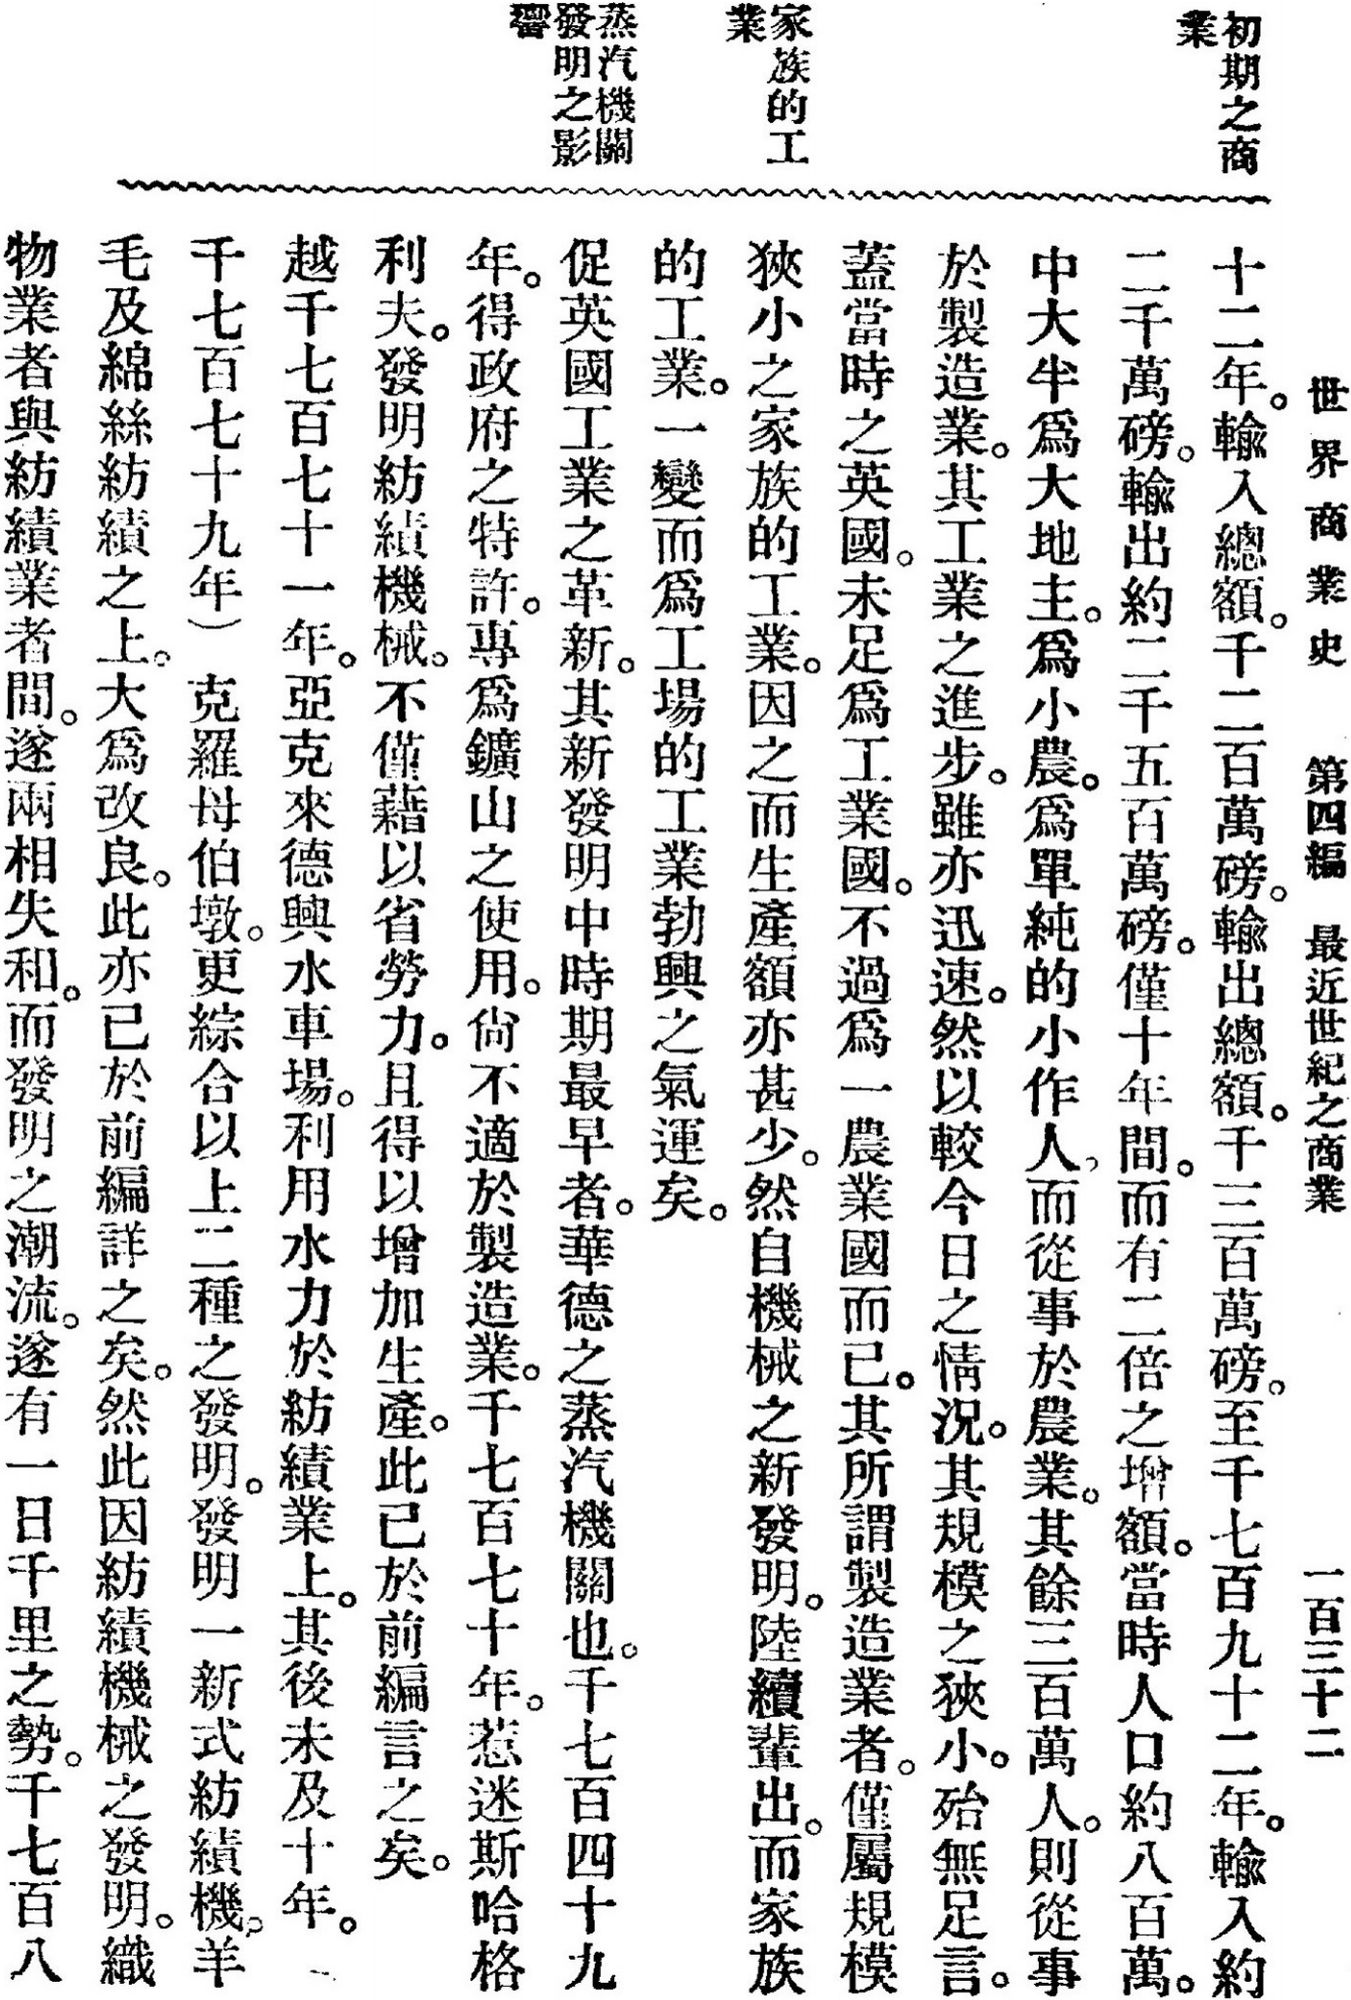 世界商業史　第四編　最近世紀之商業　一百三十二
初期之商
業
家族的工
業
蒸汽機關
發明之影
響
十二年。輸入總額。千二百萬磅。輸出總額。千三百萬磅。至千七百九十二年。輸入約
二千萬磅。輸出約二千五百萬磅。僅十年間。而有二倍之增額。當時人口約八百萬。
中大半爲大地主。爲小農。爲單純的小作人。而從事於農業。其餘三百萬人。則從事
於製造業。其工業之進步。雖亦迅速。然以較今日之情況。其規模之狹小。殆無足言。
蓋當時之英國。未足爲工業國。不過爲一農業國而已。其所謂製造業者。僅屬規模
狹小之家族的工業。因之而生產額亦甚少。然自機械之新發明。陸續輩出。而家族
的工業。一變而爲工場的工業勃興之氣運矣。
促英國工業之革新。其新發明中時期最早者。華德之蒸汽機關也。千七百四十九
年。得政府之特許。專爲鑛山之使用。尙不適於製造業。千七百七十年。惹迷斯哈格
利夫。發明紡績機械。不僅藉以省勞力。且得以增加生產。此已於前編言之矣。
越千七百七十一年。亞克來德興水車場。利用水力於紡績業上。其後未及十年。（
千七百七十九年）　克羅母伯墩。更綜合以上二種之發明。發明一新式紡績機。羊
毛及綿絲紡績之上。大爲改良。此亦已於前編詳之矣。然此因紡績機械之發明。織
物業者與紡績業者間。遂兩相失和。而發明之潮流。遂有一日千里之勢。千七百八